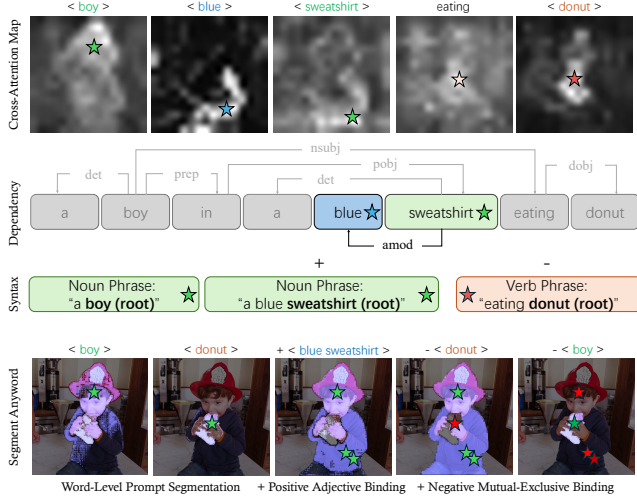 < boy > < blue > < sweatshirt > eating < donut >
Cross-Attention Map
nsubj
det prep pobj det dobj
Dependency
a boy in a blue sweatshirt eating donut
amod
+ -
Syntax
Noun Phrase: Noun Phrase: Verb Phrase:
“a boy (root)” “a blue sweatshirt (root)” “eating donut (root)”
< boy > < donut > + < blue sweatshirt > - < donut > - < boy >
Segment Anyword
Word-Level Prompt Segmentation + Positive Adjective Binding + Negative Mutual-Exclusive Binding